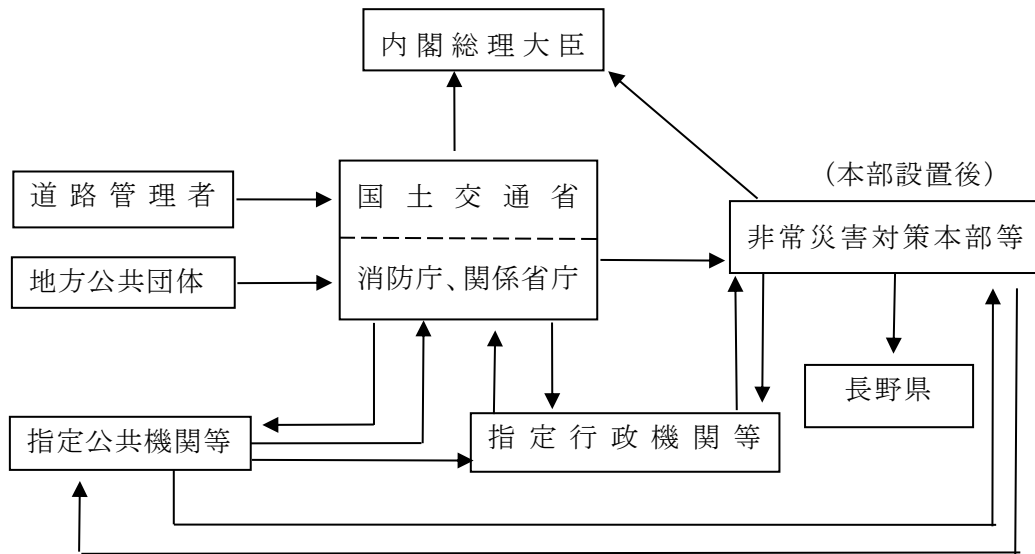 内閣総理大臣
道路管理者
国土交通省
(本部設置後)
非常災害対策本部等
地方公共団体
消防庁、関係省庁
長野県
指定公共機関等
指定行政機関等